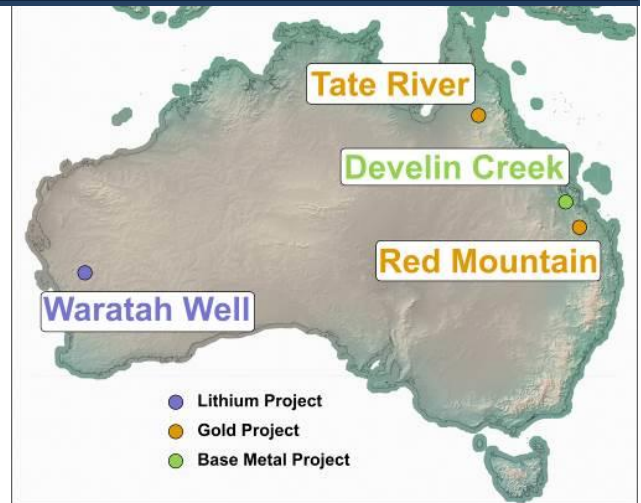 Tate River
Develin Creek
Red Mountain
Waratah Well
Lithium Project
Gold Project
Base Metal Project